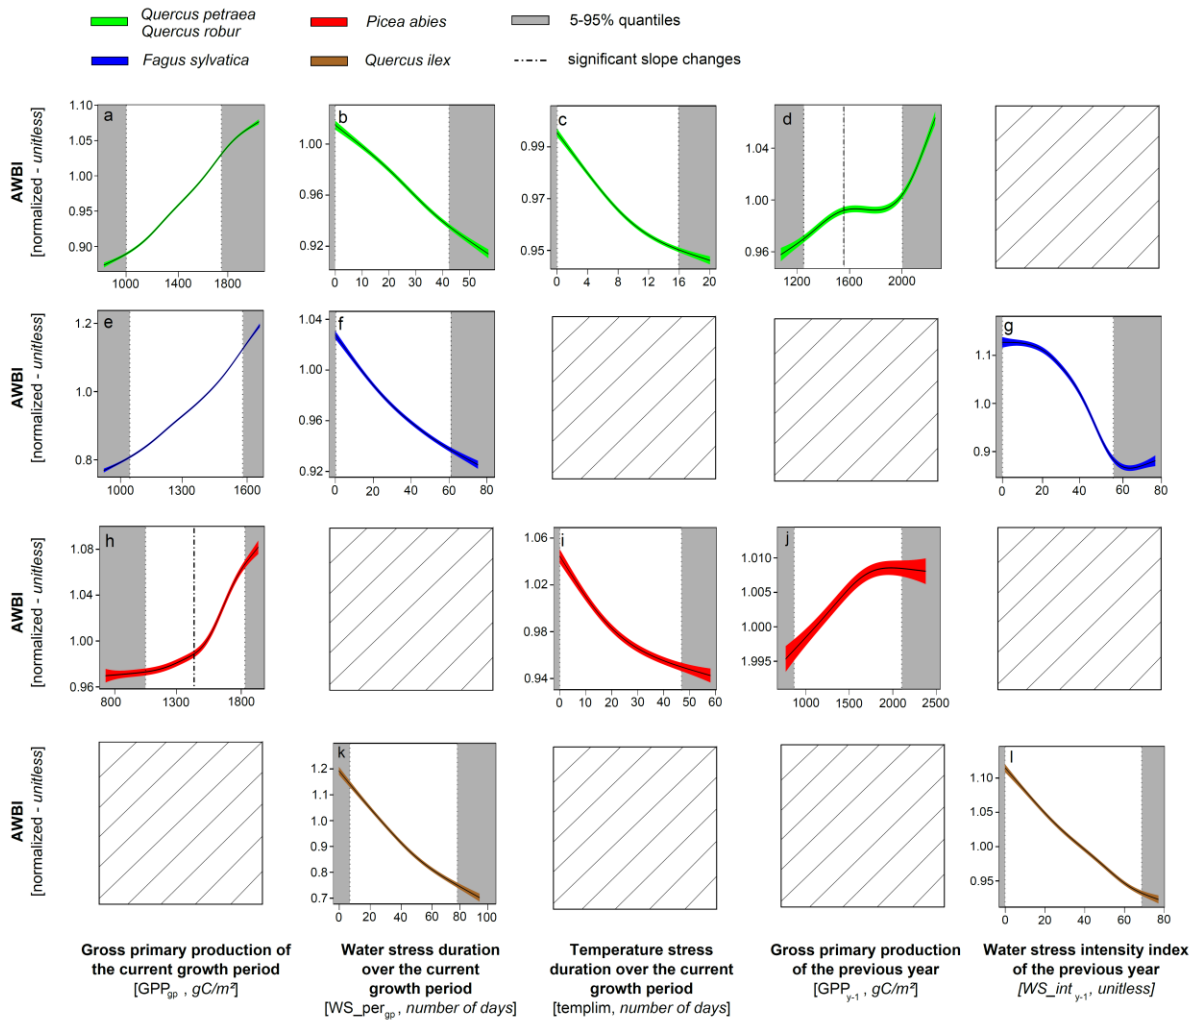 Quercus petraea
Quercus robur
Picea abies
5-95% quantiles
Fagus sylvatica
Quercus ilex
significant slope changes
AWBI
[normalized - unitless]
a
1.10
1.05
1.00
0.95
0.90
1000 1400 1800
b
1.00
0.96
0.92
0 10 20 30 40 50
c
0.99
0.97
0.95
0 4 8 12 16 20
d
1.04
1.00
0.96
1200 1600 2000
AWBI
[normalized - unitless]
e
1.2
1.0
0.8
1000 1300 1600
f
1.04
1.00
0.96
0.92
0 20 40 60 80
g
1.1
1.0
0.9
0 20 40 60 80
AWBI
[normalized - unitless]
h
1.08
1.04
1.00
0.96
800 1300 1800
i
1.06
1.02
0.98
0.94
0 10 20 30 40 50 60
j
1.010
1.005
1.000
1.995
1000 1500 2000 2500
AWBI
[normalized - unitless]
k
1.2
1.1
1.0
0.9
0.8
0.7
0 20 40 60 80 100
l
1.10
1.05
1.00
0.95
0 20 40 60 80
Gross primary production of
the current growth period
[GPPgp , gC/m²]
Water stress duration
over the current
growth period
[WS_pergp, number of days]
Temperature stress
duration over the current
growth period
[templim, number of days]
Gross primary production
of the previous year
[GPPy-1 , gC/m²]
Water stress intensity index
of the previous year
[WS_int y-1, unitless]